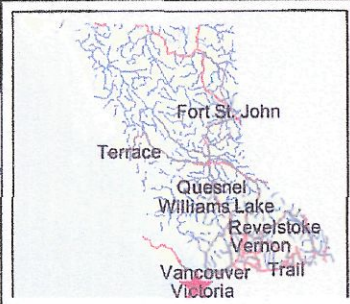 Fort St. John
Terrace
Quesnel
Williams Lake
Revelstoke
Vernon
Vancouver Trail
Victoria